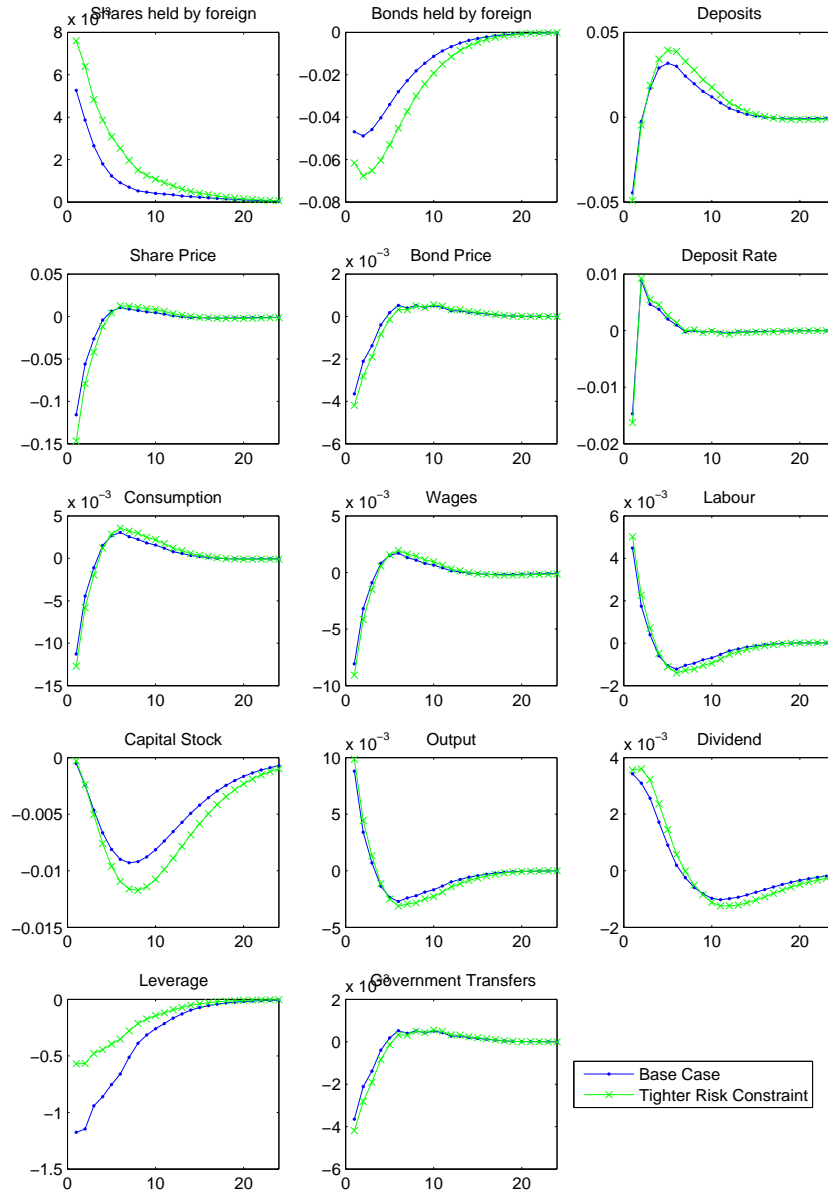 Shares held by foreign
x 10⁻³
8
6
4
2
0
0 10 20
Bonds held by foreign
0
−0.02
−0.04
−0.06
−0.08
0 10 20
Deposits
0.05
0
−0.05
0 10 20
Share Price
0.05
0
−0.05
−0.1
−0.15
0 10 20
Bond Price
x 10⁻³
2
0
−2
−4
−6
0 10 20
Deposit Rate
0.01
0
−0.01
−0.02
0 10 20
Consumption
x 10⁻³
5
0
−5
−10
−15
0 10 20
Wages
x 10⁻³
5
0
−5
−10
0 10 20
Labour
x 10⁻³
6
4
2
0
−2
0 10 20
Capital Stock
0
−0.005
−0.01
−0.015
0 10 20
Output
x 10⁻³
10
5
0
−5
0 10 20
Dividend
x 10⁻³
4
2
0
−2
0 10 20
Leverage
0
−0.5
−1
−1.5
0 10 20
Government Transfers
x 10⁻³
2
0
−2
−4
−6
0 10 20
Base Case
Tighter Risk Constraint